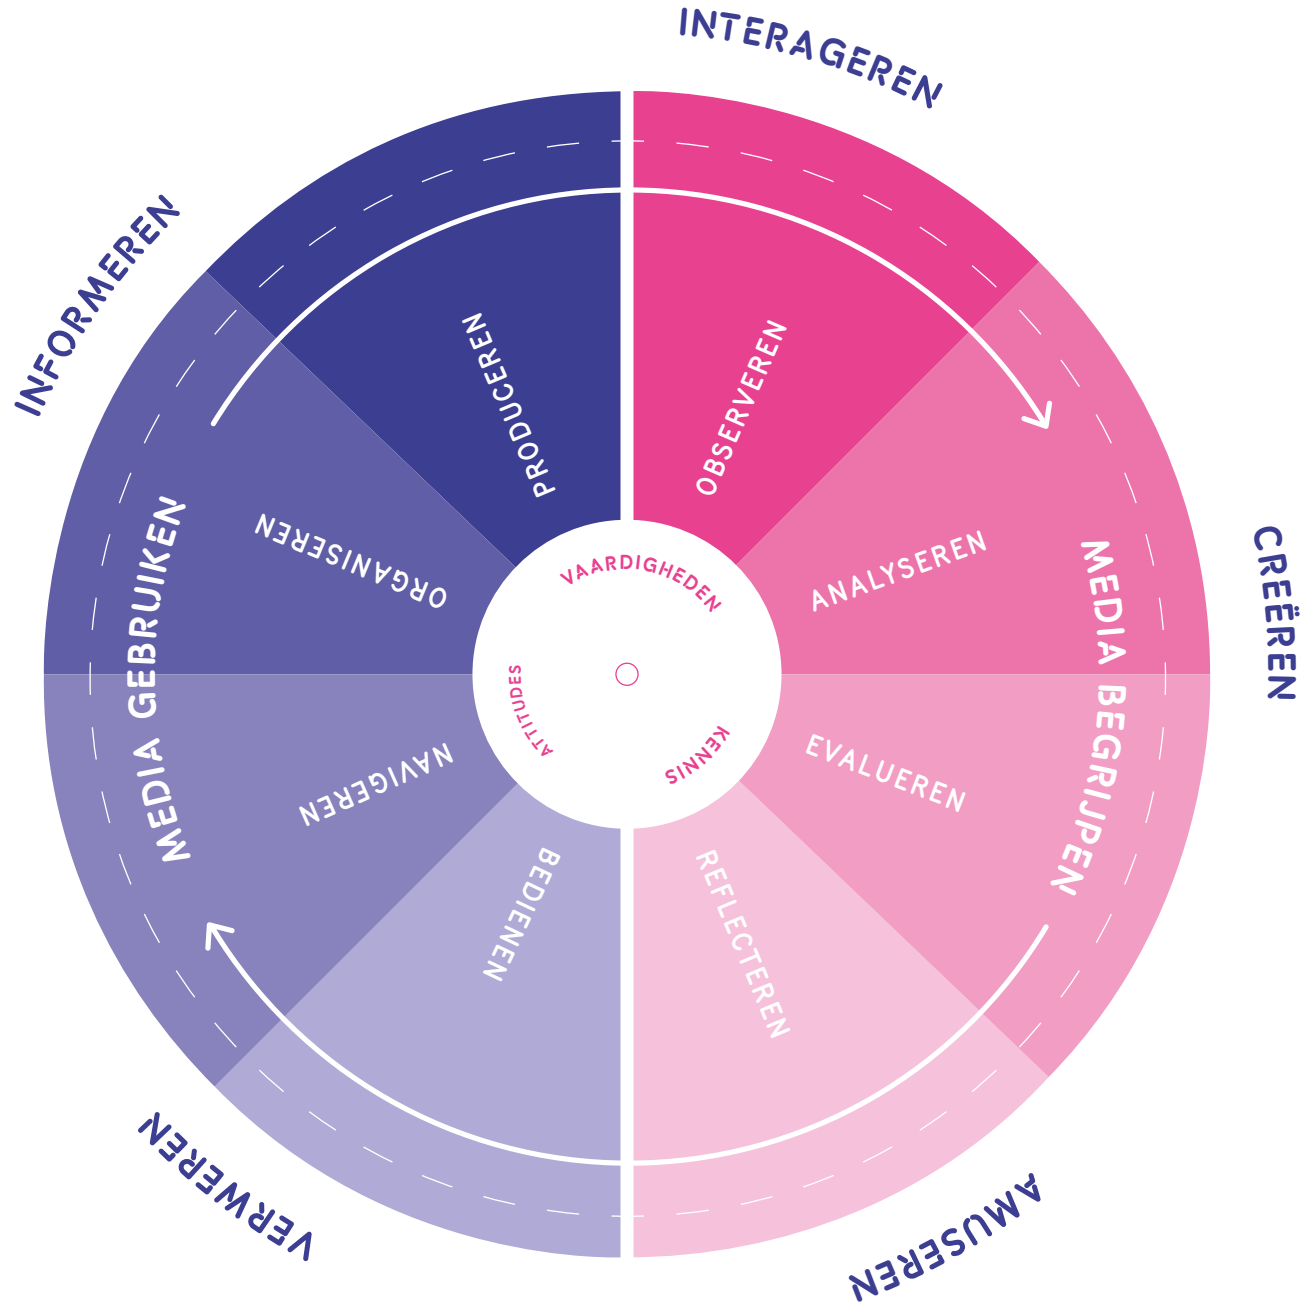 INTERAGEREN
CREËREN
AMUSEREN
VERWEREN
INFORMEREN
MEDIA BEGRIJPEN
MEDIA GEBRUIKEN
OBSERVEREN
ANALYSEREN
EVALUEREN
REFLECTEREN
BEDIENEN
NAVIGEREN
ORGANISEREN
PRODUCEREN
VAARDIGHEDEN
KENNIS
ATTITUDES